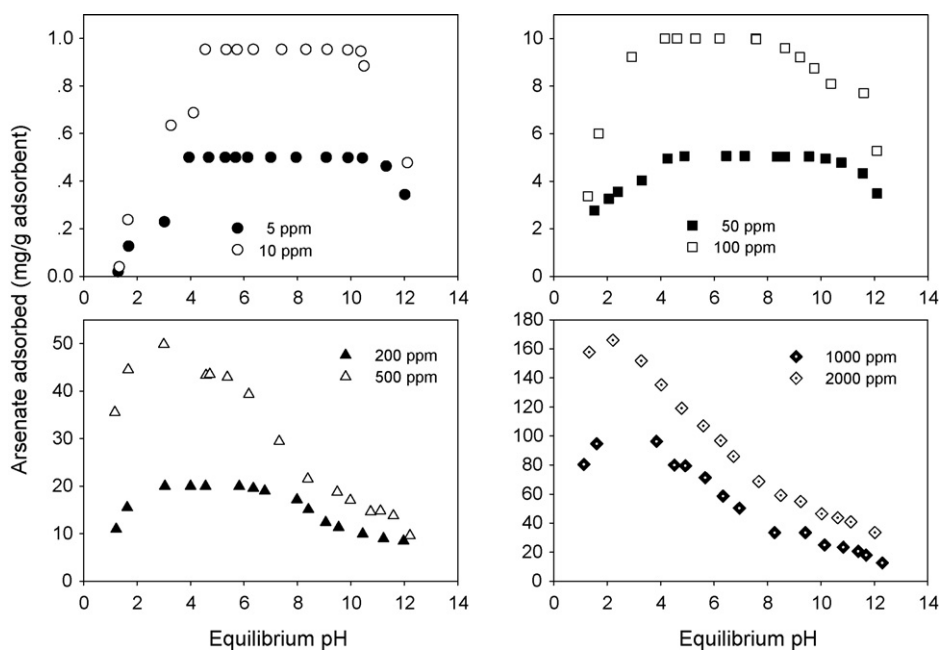 Arsenate adsorbed (mg/g adsorbent)
1.0
.8
.6
.4
.2
0.0
0 2 4 6 8 10 12 14
5 ppm
10 ppm
10
8
6
4
2
0
0 2 4 6 8 10 12 14
50 ppm
100 ppm
50
40
30
20
10
0
0 2 4 6 8 10 12 14
200 ppm
500 ppm
Equilibrium pH
180
160
140
120
100
80
60
40
20
0
0 2 4 6 8 10 12 14
1000 ppm
2000 ppm
Equilibrium pH